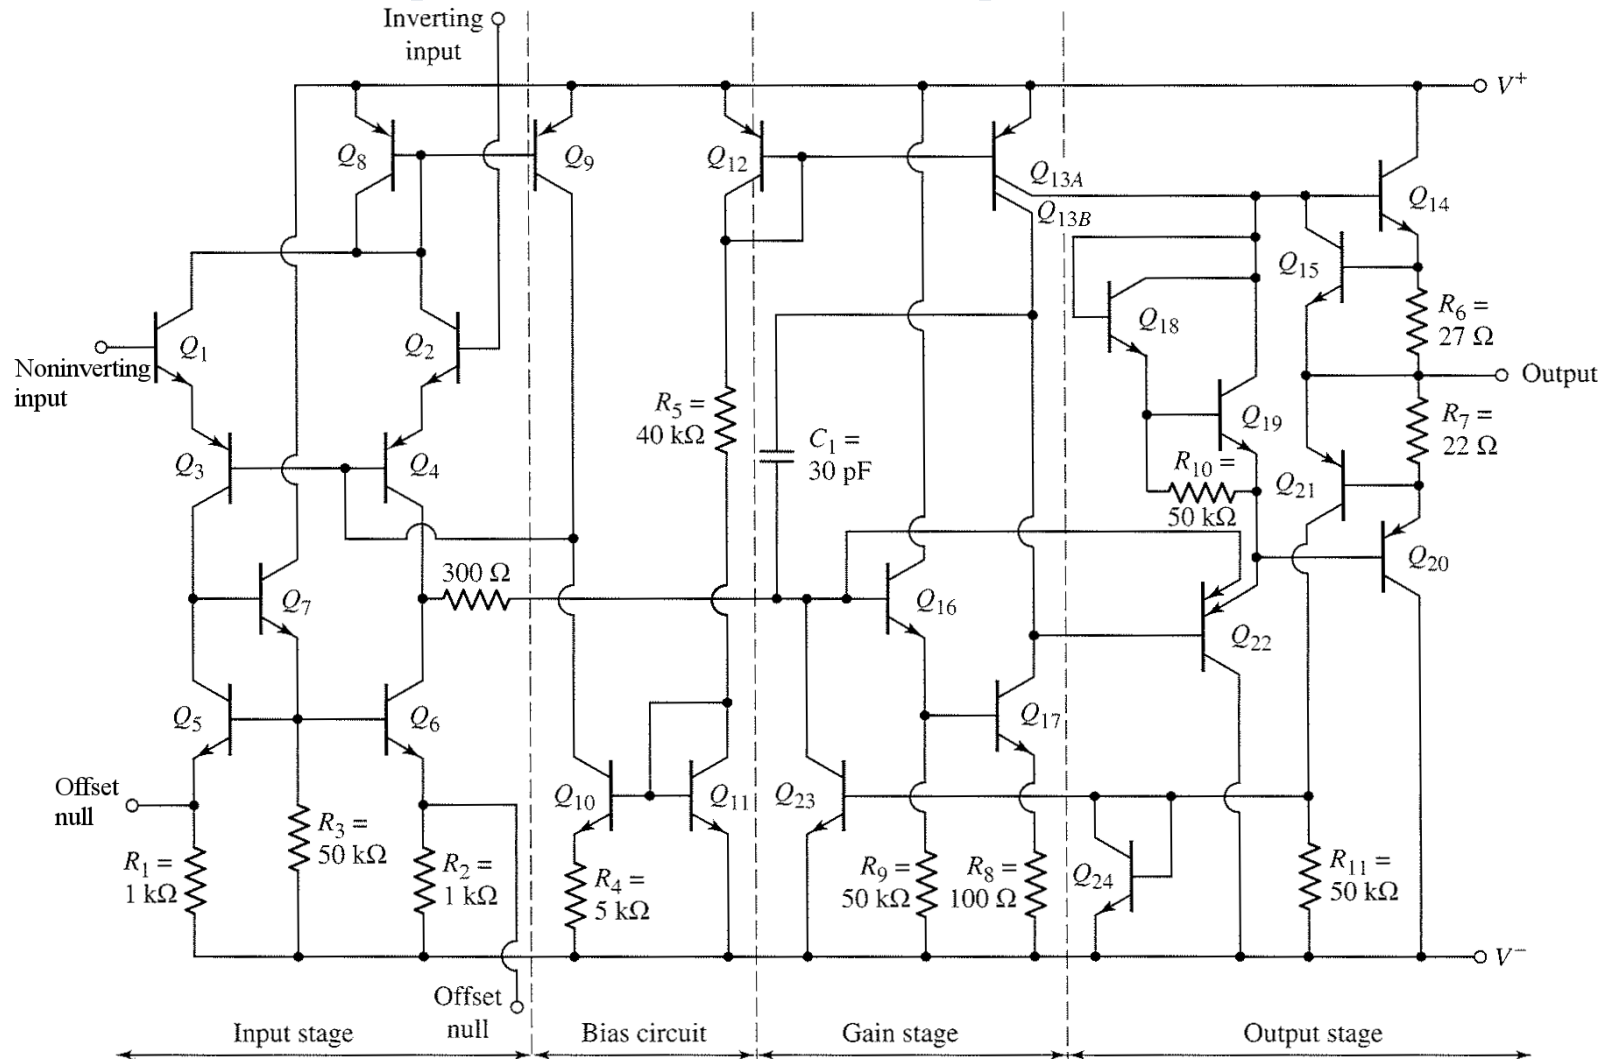 Inverting
input
V+
Q8
Q9
Q12
Q13A
Q13B
Q14
Q15
Q18
R6 =
27 Ω
Q1
Q2
Noninverting
input
Output
R5 =
40 kΩ
C1 =
30 pF
Q19
R7 =
22 Ω
Q3
Q4
R10 =
50 kΩ
Q21
300 Ω
Q7
Q16
Q20
Q22
Q5
Q6
Q17
Offset
null
Q10
Q11
Q23
R3 =
50 kΩ
R1 =
1 kΩ
R2 =
1 kΩ
R4 =
5 kΩ
R9 =
50 kΩ
R8 =
100 Ω
Q24
R11 =
50 kΩ
V−
Offset
null
Input stage
Bias circuit
Gain stage
Output stage